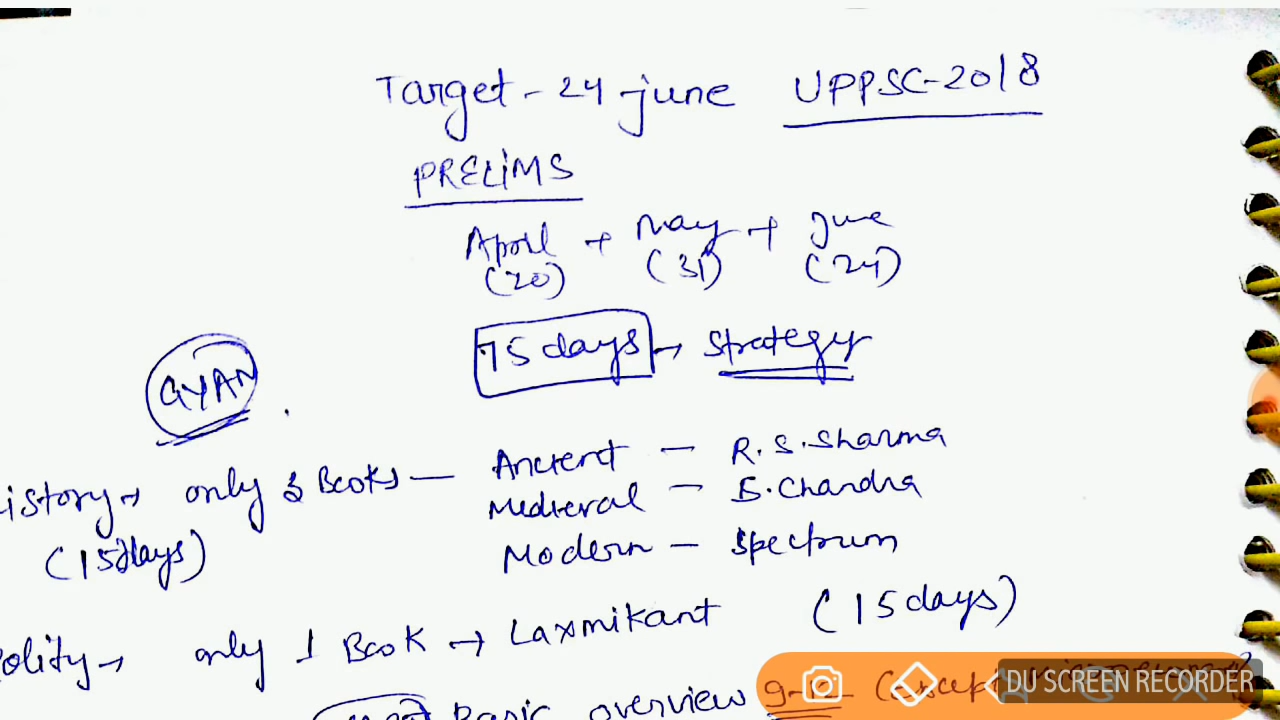 Target - 24 june UPPSC-2018
PRELIMS
April + May + June
(20) (31) (24)
75 days → strategy
GYAN
istory → only 3 Books — Ancient — R.S. Sharma
(15 days) Medieval — S. Chandra
Modern — Spectrum
olity → only 1 Book → Laxmikant (15 days)
Basic overview 9-12
DU SCREEN RECORDER